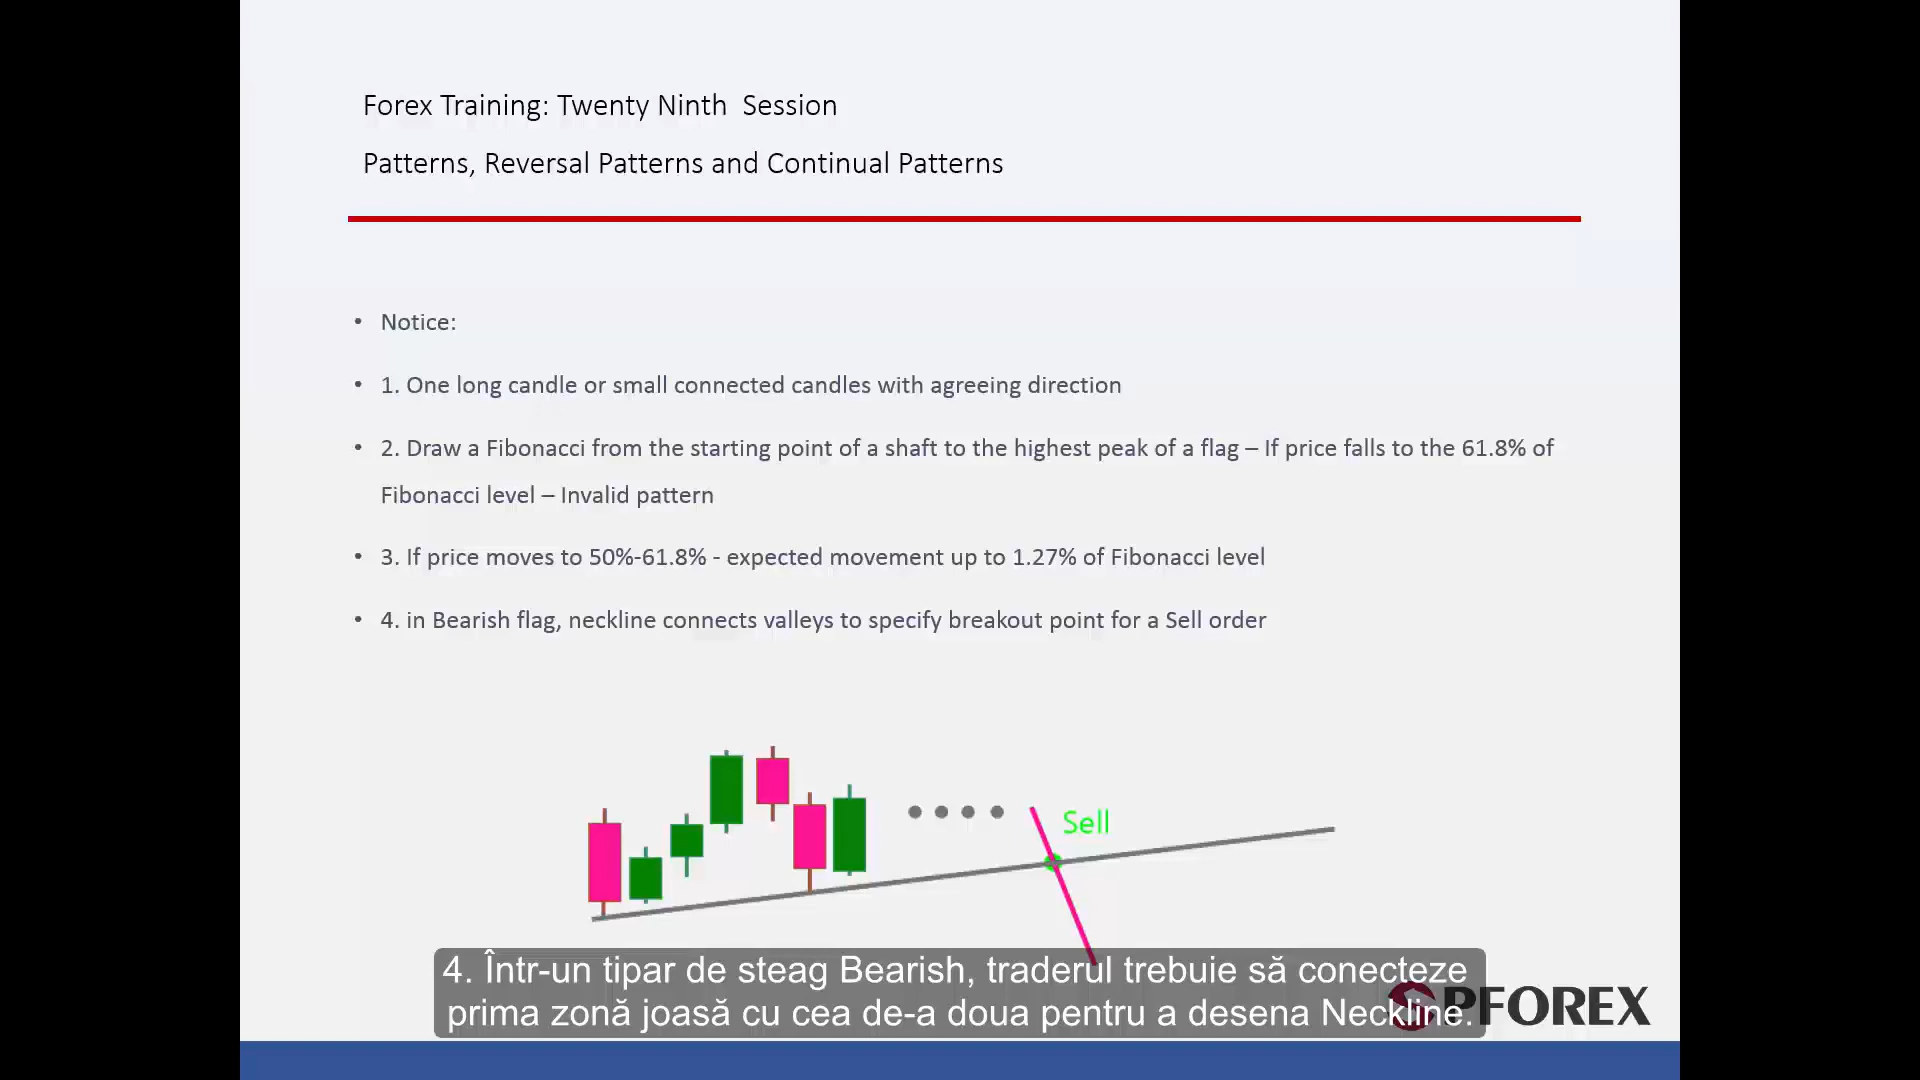 Forex Training: Twenty Ninth Session
Patterns, Reversal Patterns and Continual Patterns
• Notice:
• 1. One long candle or small connected candles with agreeing direction
• 2. Draw a Fibonacci from the starting point of a shaft to the highest peak of a flag – If price falls to the 61.8% of
Fibonacci level – Invalid pattern
• 3. If price moves to 50%-61.8% - expected movement up to 1.27% of Fibonacci level
• 4. in Bearish flag, neckline connects valleys to specify breakout point for a Sell order
Sell
4. Într-un tipar de steag Bearish, traderul trebuie să conecteze
prima zonă joasă cu cea de-a doua pentru a desena Neckline.
PFOREX